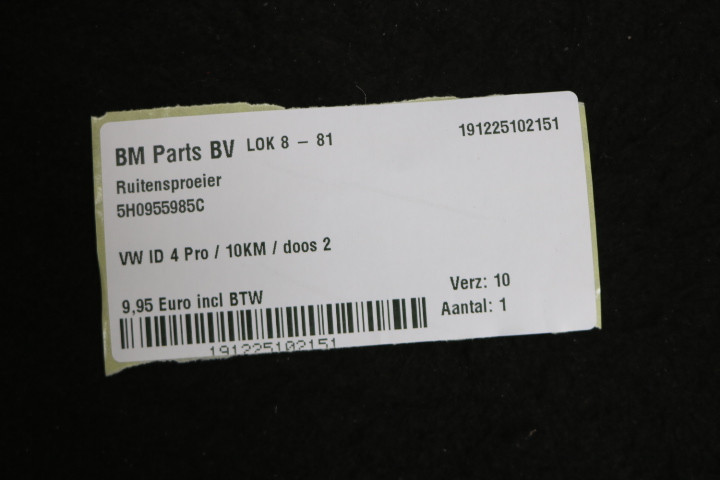 BM Parts BV LOK 8 - 81 191225102151
Ruitensproeier
5H0955985C
VW ID 4 Pro / 10KM / doos 2
Verz: 10
9,95 Euro incl BTW
Aantal: 1
191225102151